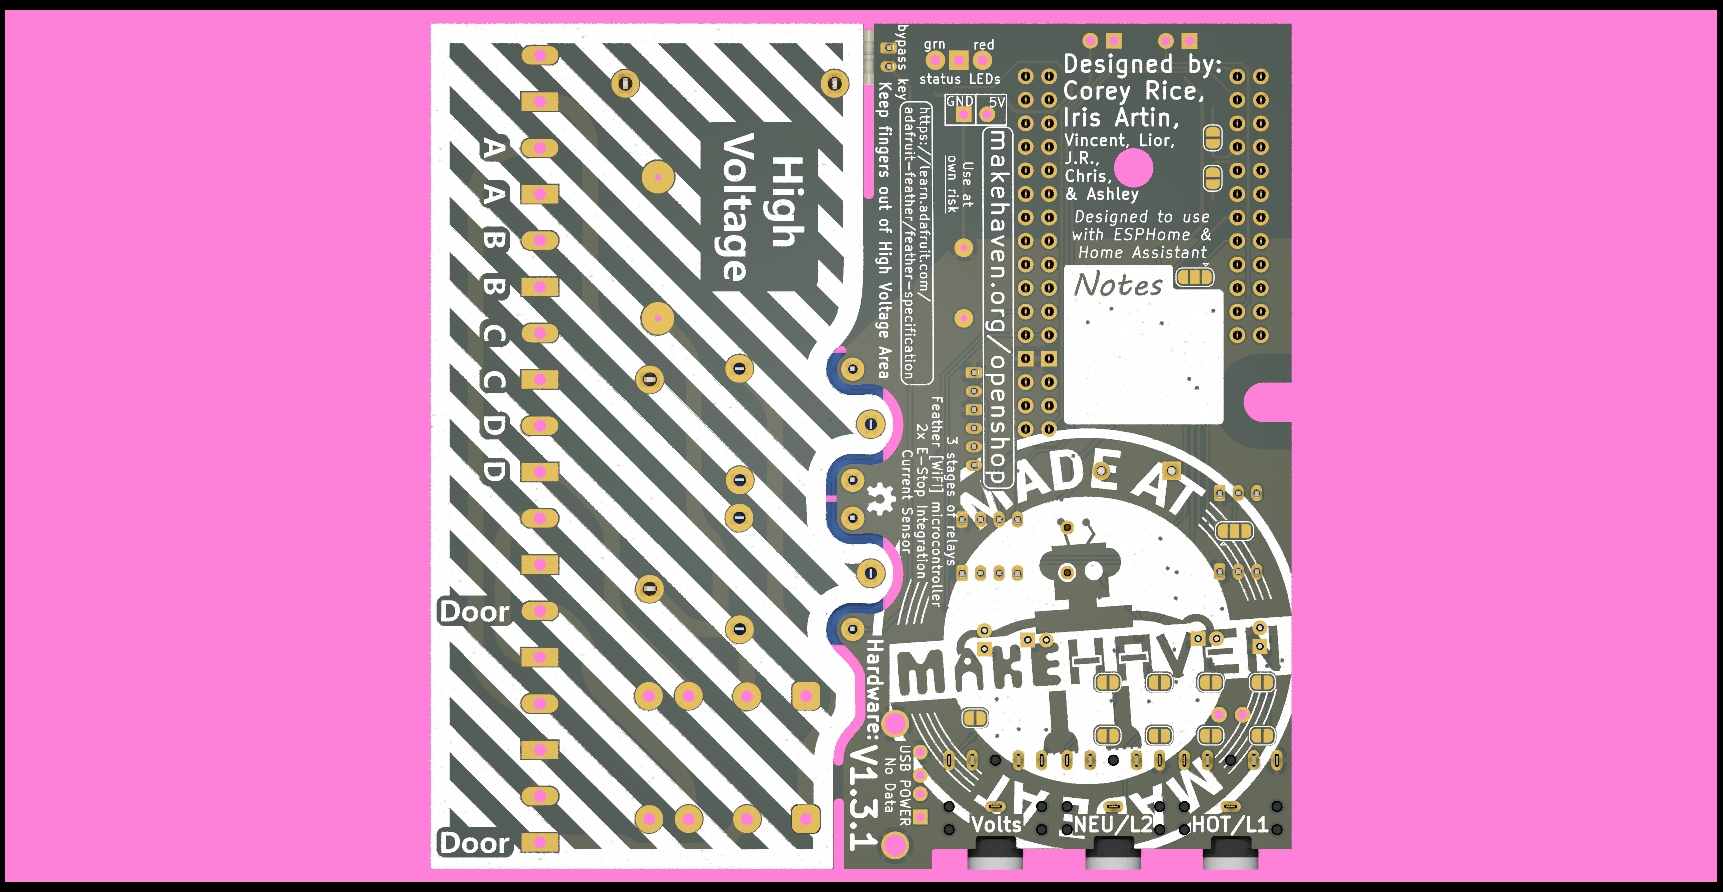 High
Voltage
A
A
B
B
C
C
D
D
Door
Door
bypass key
Keep fingers out of High Voltage Area
grn
red
status LEDs
GND
5V
https://learn.adafruit.com/
adafruit-feather/feather-specification
Use at
own risk
makehaven.org/openshop
Designed by:
Corey Rice,
Iris Artin,
Vincent, Lior,
J.R.,
Chris,
& Ashley
Designed to use
with ESPHome &
Home Assistant
Notes
3 stages of relays
Feather [WiFi] microcontroller
2x E-Stop Integration
Current Sensor
MADE AT
MAKEHAVEN
MADE AT
Hardware: V1.3.1
USB POWER
No Data
Volts
NEU/L2
HOT/L1